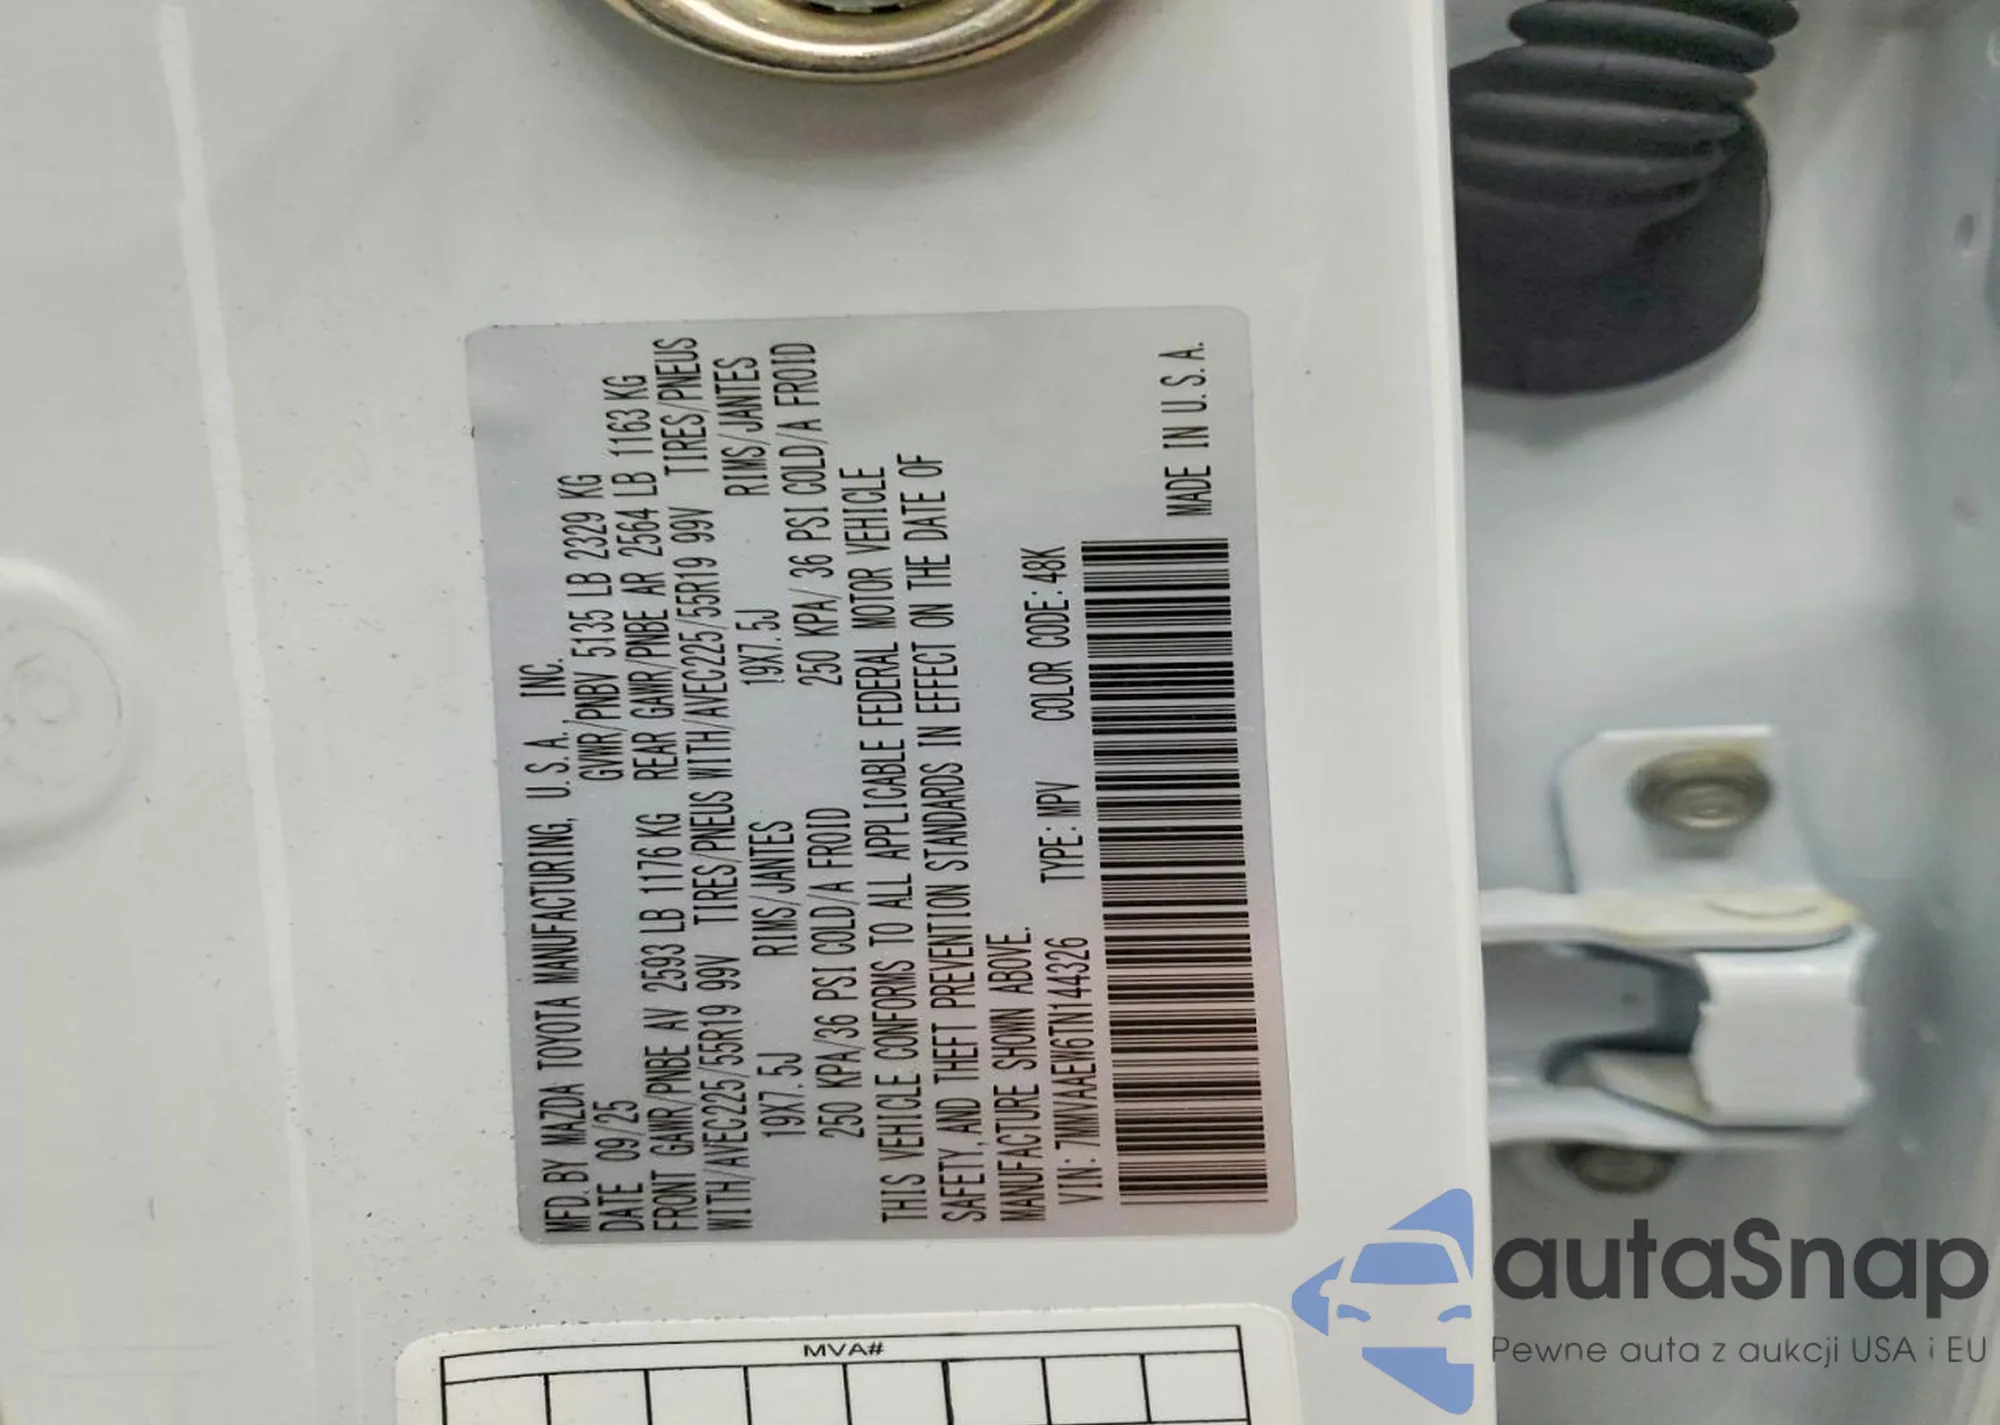 MFD. BY MAZDA TOYOTA MANUFACTURING, U.S.A., INC.
DATE 09/25 GVWR/PNBV 5135 LB 2329 KG
FRONT GAWR/PNBE AV 2593 LB 1176 KG REAR GAWR/PNBE AR 2564 LB 1163 KG
WITH/AVEC225/55R19 99V TIRES/PNEUS WITH/AVEC225/55R19 99V TIRES/PNEUS
19X7.5J RIMS/JANTES 19X7.5J RIMS/JANTES
250 KPA/36 PSI COLD/A FROID 250 KPA/ 36 PSI COLD/A FROID
THIS VEHICLE CONFORMS TO ALL APPLICABLE FEDERAL MOTOR VEHICLE
SAFETY, AND THEFT PREVENTION STANDARDS IN EFFECT ON THE DATE OF
MANUFACTURE SHOWN ABOVE.
VIN: 7MMVAAEW6TN144326 TYPE: MPV COLOR CODE: 48K
MADE IN U.S.A.
MVA#
autaSnap
Pewne auta z aukcji USA i EU